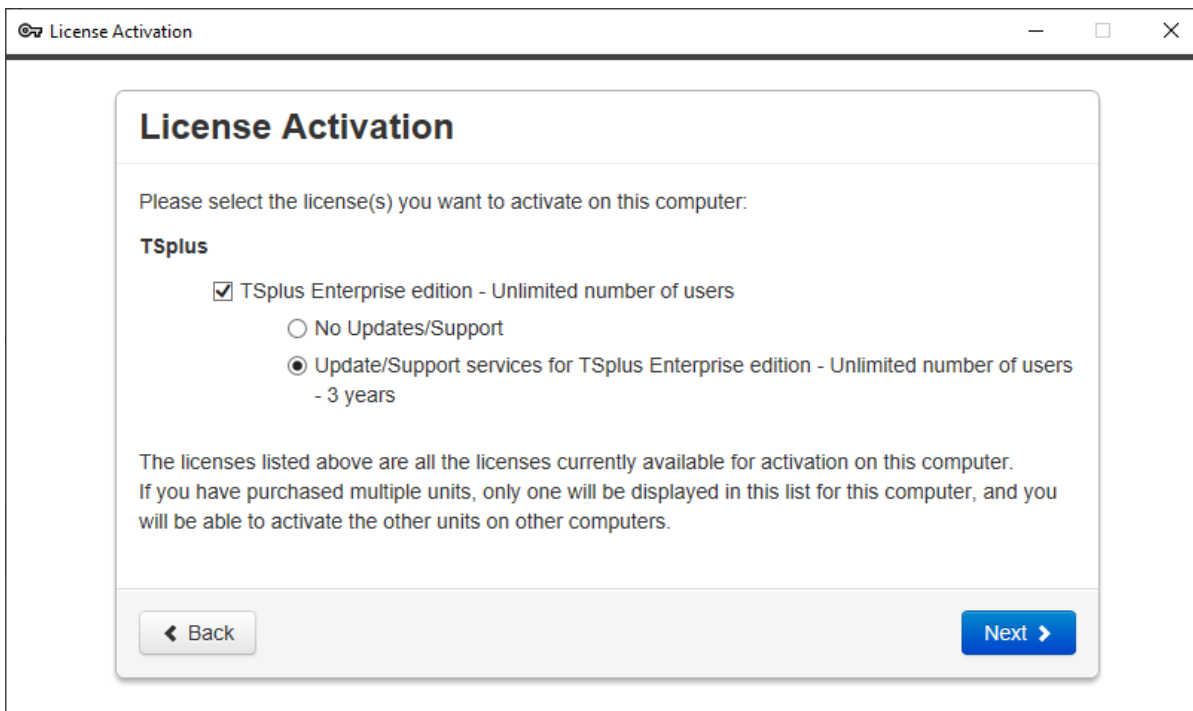 License Activation
License Activation
Please select the license(s) you want to activate on this computer:
TSplus
TSplus Enterprise edition - Unlimited number of users
No Updates/Support
Update/Support services for TSplus Enterprise edition - Unlimited number of users
- 3 years
The licenses listed above are all the licenses currently available for activation on this computer.
If you have purchased multiple units, only one will be displayed in this list for this computer, and you
will be able to activate the other units on other computers.
Back
Next